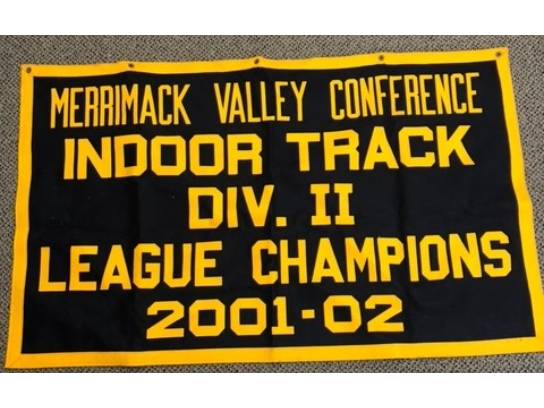 MERRIMACK VALLEY CONFERENCE
INDOOR TRACK
DIV. II
LEAGUE CHAMPIONS
2001-02